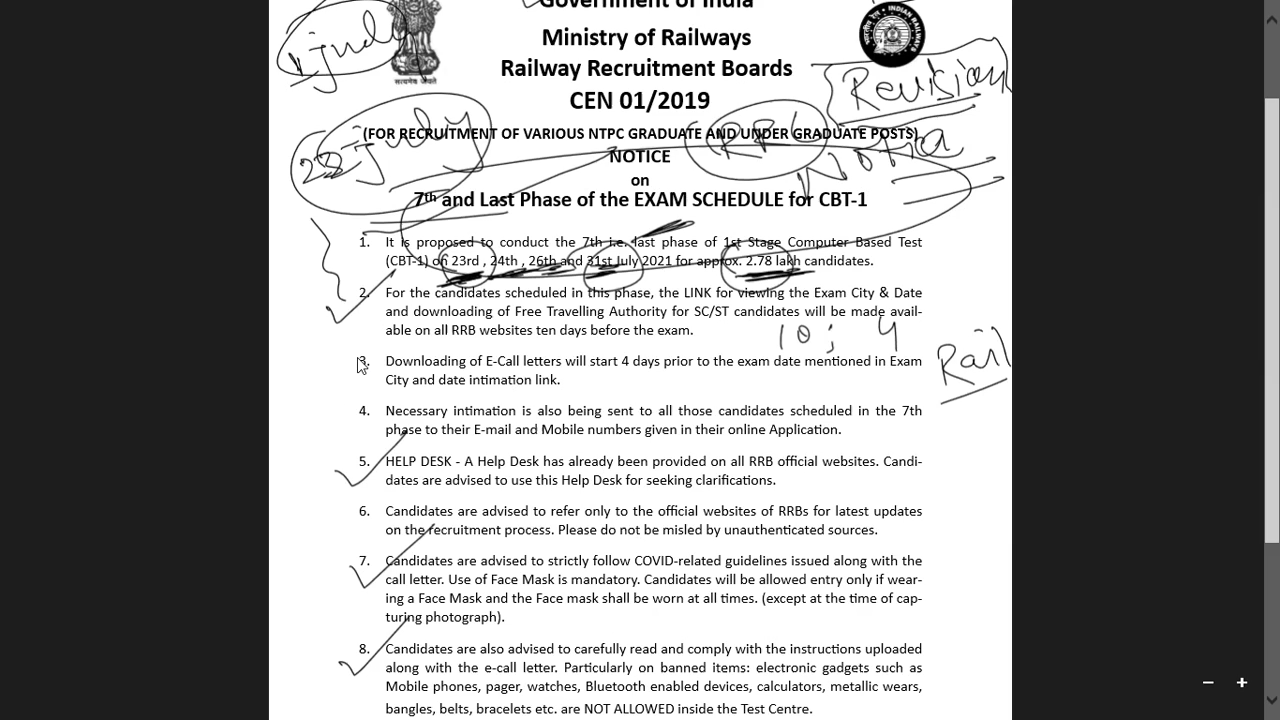 Government of India
Ministry of Railways
Railway Recruitment Boards
CEN 01/2019
(FOR RECRUITMENT OF VARIOUS NTPC GRADUATE AND UNDER GRADUATE POSTS)
NOTICE
on
7th and Last Phase of the EXAM SCHEDULE for CBT-1
सत्यमेव जयते
INDIAN RAILWAYS
Revision
1. It is proposed to conduct the 7th i.e. last phase of 1st Stage Computer Based Test
(CBT-1) on 23rd , 24th , 26th and 31st July 2021 for approx. 2.78 lakh candidates.
2. For the candidates scheduled in this phase, the LINK for viewing the Exam City & Date
and downloading of Free Travelling Authority for SC/ST candidates will be made avail-
able on all RRB websites ten days before the exam.
10; 4
Rail
3. Downloading of E-Call letters will start 4 days prior to the exam date mentioned in Exam
City and date intimation link.
4. Necessary intimation is also being sent to all those candidates scheduled in the 7th
phase to their E-mail and Mobile numbers given in their online Application.
5. HELP DESK - A Help Desk has already been provided on all RRB official websites. Candi-
dates are advised to use this Help Desk for seeking clarifications.
6. Candidates are advised to refer only to the official websites of RRBs for latest updates
on the recruitment process. Please do not be misled by unauthenticated sources.
7. Candidates are advised to strictly follow COVID-related guidelines issued along with the
call letter. Use of Face Mask is mandatory. Candidates will be allowed entry only if wear-
ing a Face Mask and the Face mask shall be worn at all times. (except at the time of cap-
turing photograph).
8. Candidates are also advised to carefully read and comply with the instructions uploaded
along with the e-call letter. Particularly on banned items: electronic gadgets such as
Mobile phones, pager, watches, Bluetooth enabled devices, calculators, metallic wears,
bangles, belts, bracelets etc. are NOT ALLOWED inside the Test Centre.